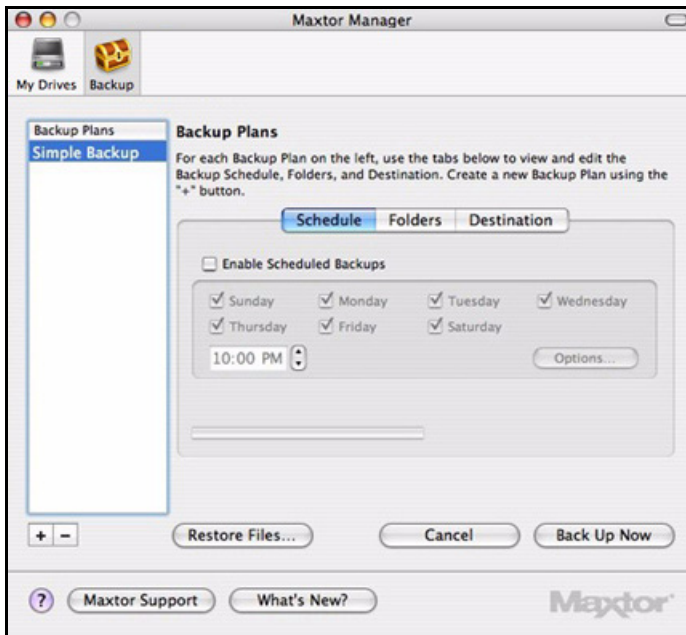 Maxtor Manager
My Drives
Backup
Backup Plans
Simple Backup
Backup Plans
For each Backup Plan on the left, use the tabs below to view and edit the
Backup Schedule, Folders, and Destination. Create a new Backup Plan using the
"+" button.
Schedule
Folders
Destination
Enable Scheduled Backups
Sunday
Monday
Tuesday
Wednesday
Thursday
Friday
Saturday
10:00 PM
Options...
+ −
Restore Files...
Cancel
Back Up Now
?
Maxtor Support
What's New?
Maxtor